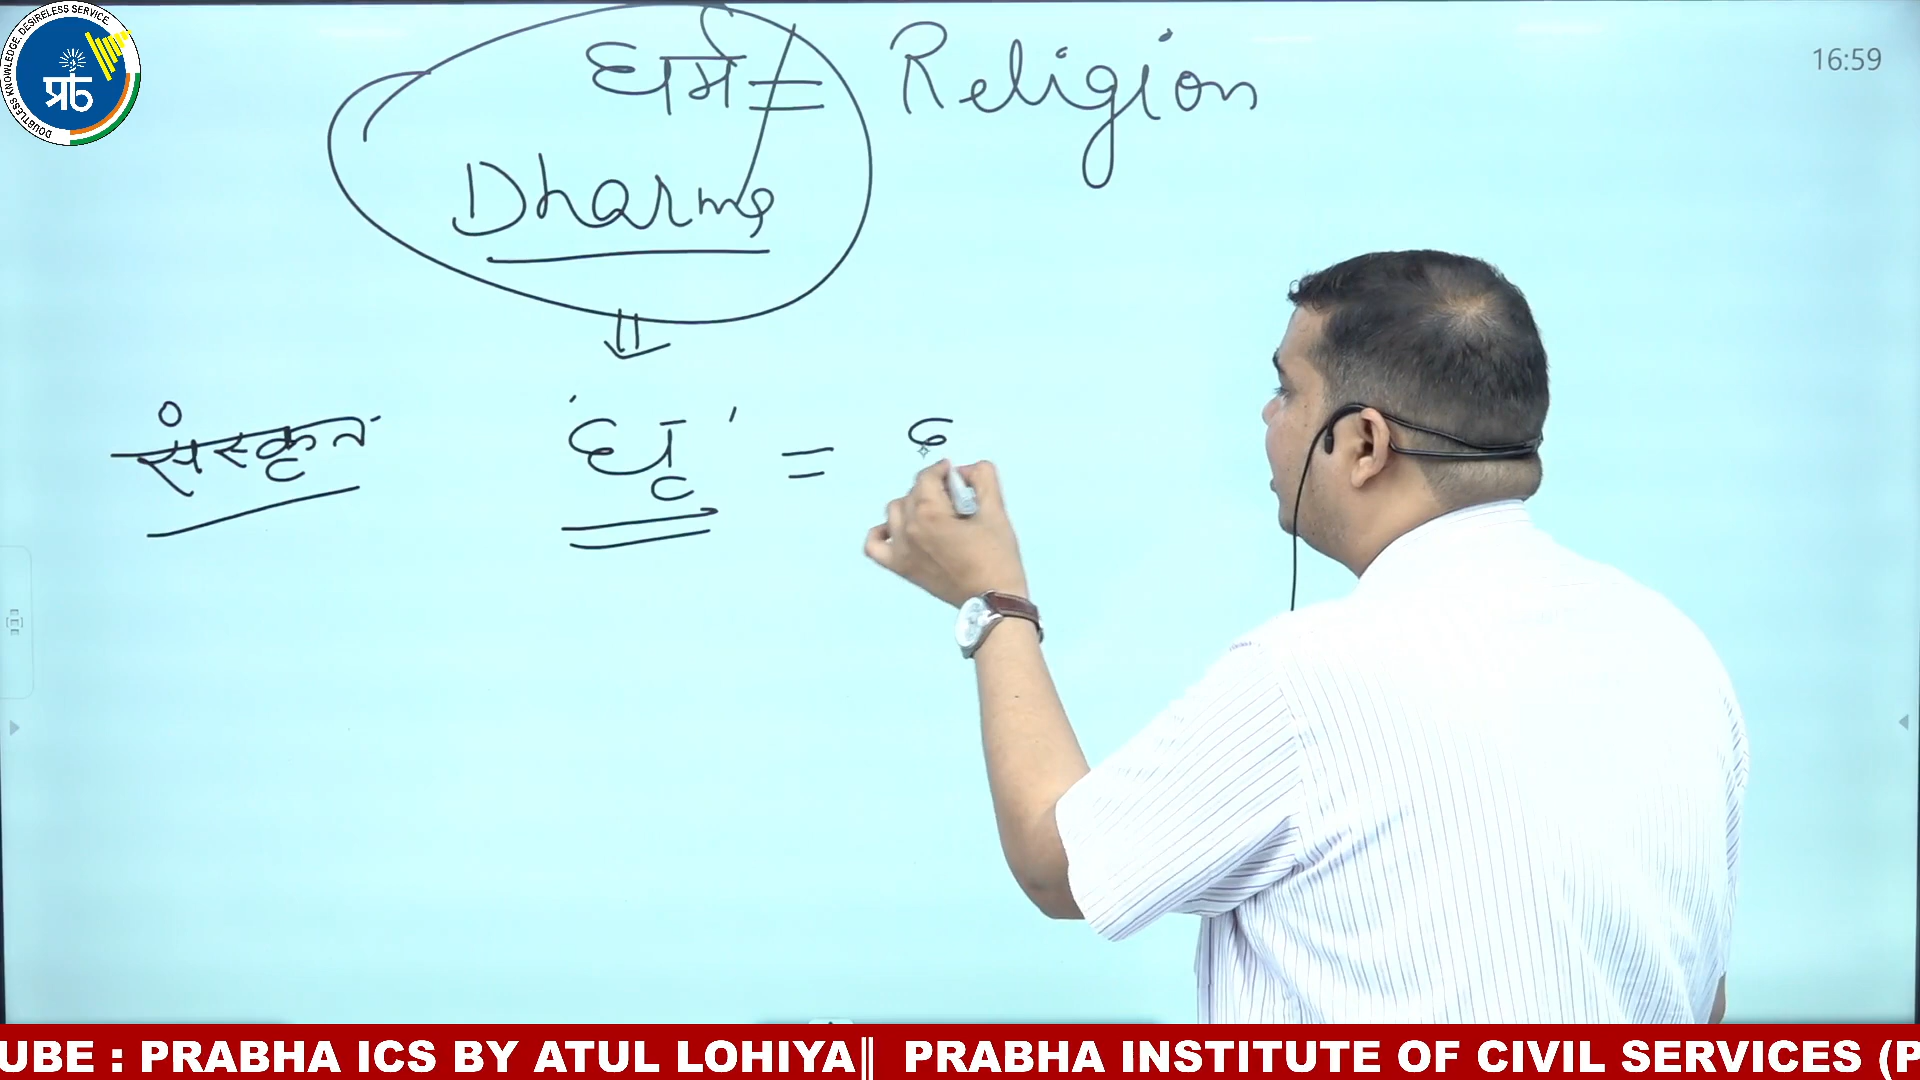 DOUBTLESS KNOWLEDGE, DESIRELESS SERVICE.
प्रठ
16:59
धर्म ≠ Religion
Dharma
संस्कृत 'धृ' =
UBE : PRABHA ICS BY ATUL LOHIYA|| PRABHA INSTITUTE OF CIVIL SERVICES (P